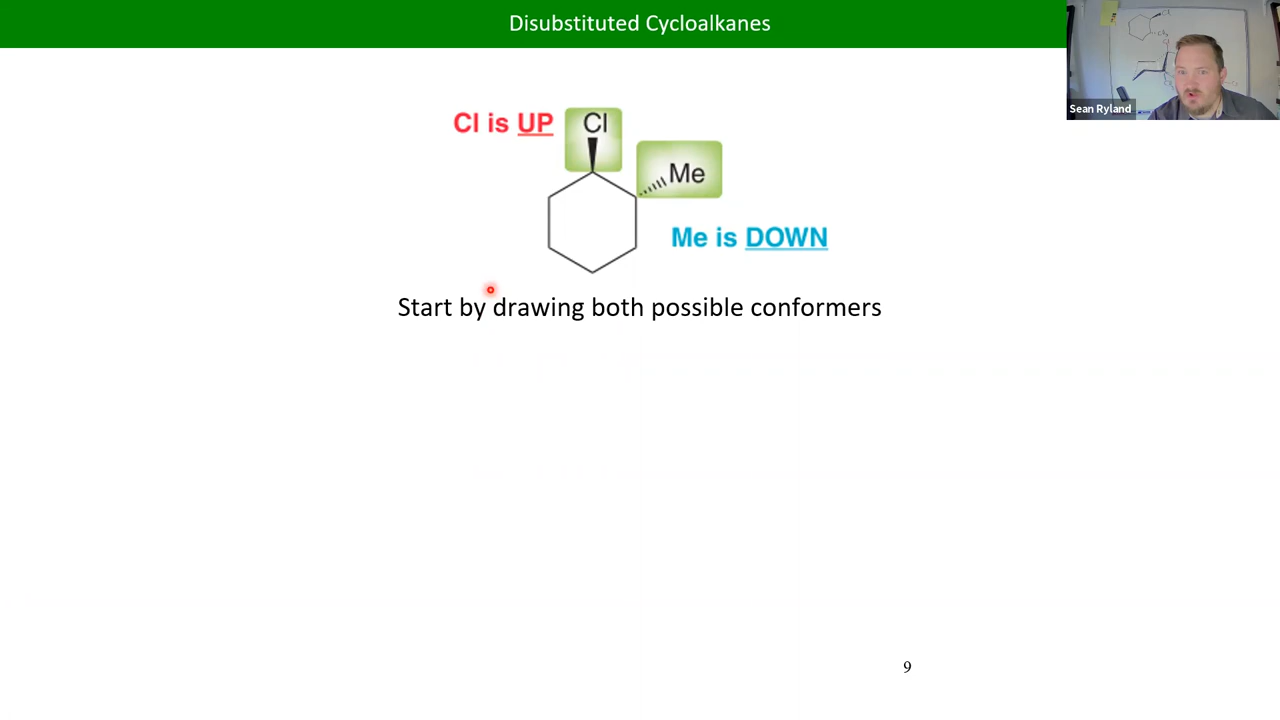 Disubstituted Cycloalkanes
Sean Ryland
Cl is UP
Cl
Me
Me is DOWN
Start by drawing both possible conformers
9